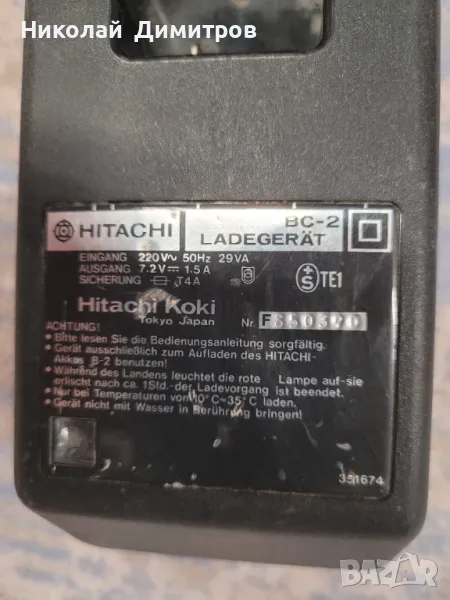 Николай Димитров
HITACHI
BC-2
LADEGERÄT
EINGANG 220V~ 50Hz 29VA
AUSGANG 7.2V⎓ 1.5A
SICHERUNG T4A
S TE1
Hitachi Koki
Tokyo Japan
Nr.
ACHTUNG!
• Bitte lesen Sie die Bedienungsanleitung sorgfältig.
• Gerät ausschließlich zum Aufladen des HITACHI-
Akkus B-2 benutzen!
• Während des Landens leuchtet die rote Lampe auf-sie
erlischt nach ca. 1Std.-der Ladevorgang ist beendet.
• Nur bei Temperaturen von 10°C~35°C laden.
• Gerät nicht mit Wasser in Berührung bringen!
351674
BAZAR